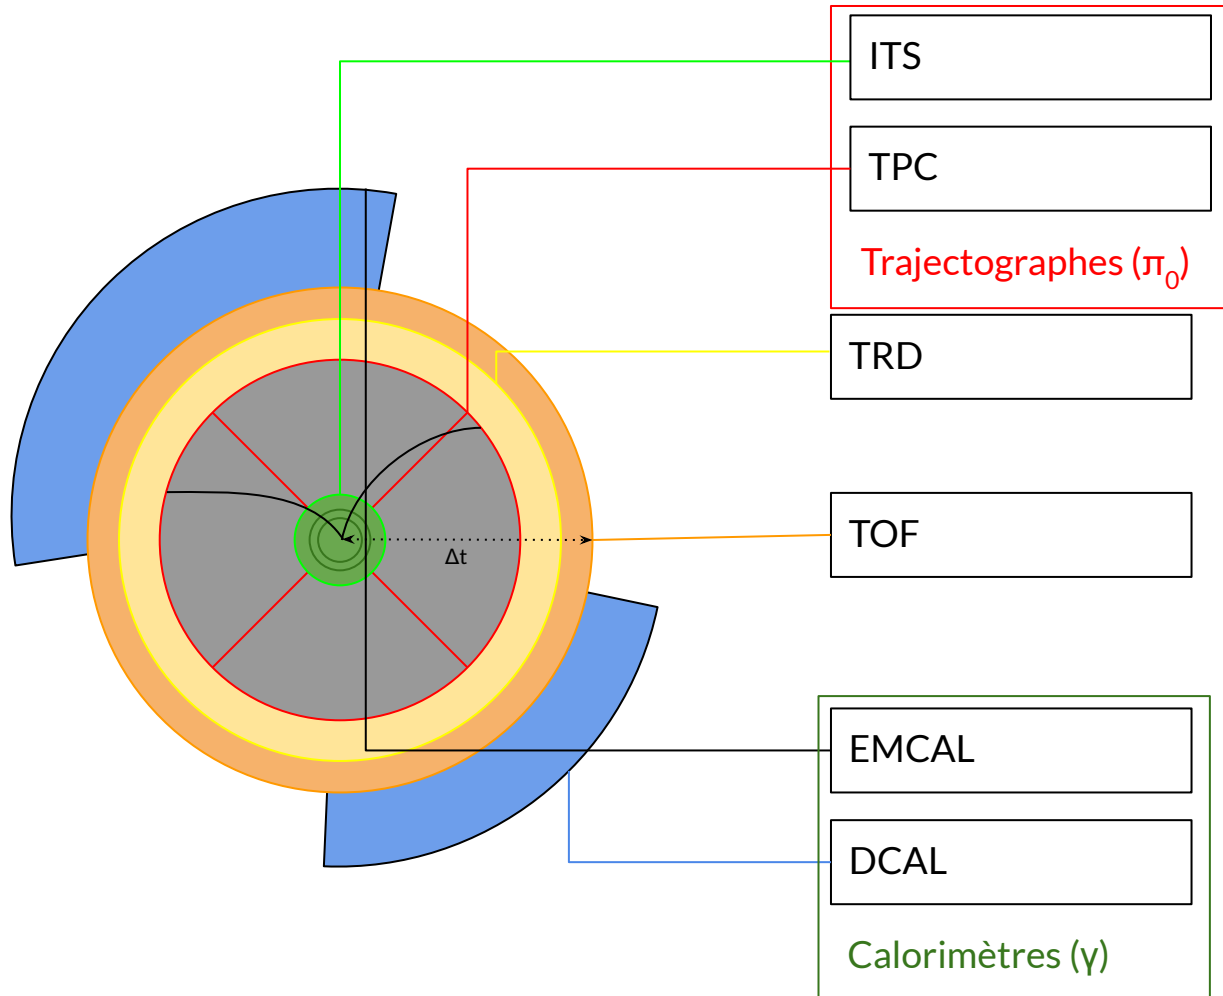 ITS
TPC
Trajectographes (π₀)
TRD
TOF
Δt
EMCAL
DCAL
Calorimètres (γ)